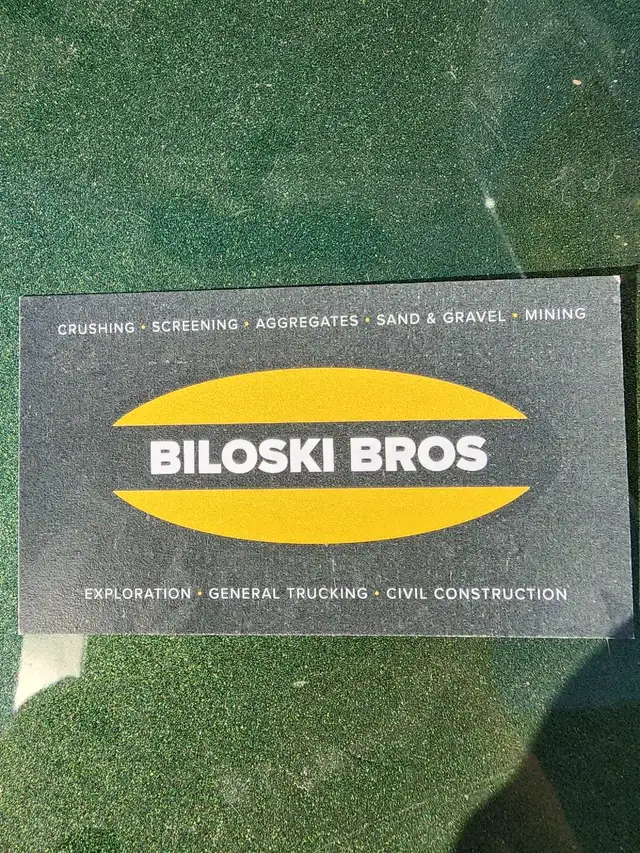 CRUSHING • SCREENING • AGGREGATES • SAND & GRAVEL • MINING
BILOSKI BROS
EXPLORATION • GENERAL TRUCKING • CIVIL CONSTRUCTION